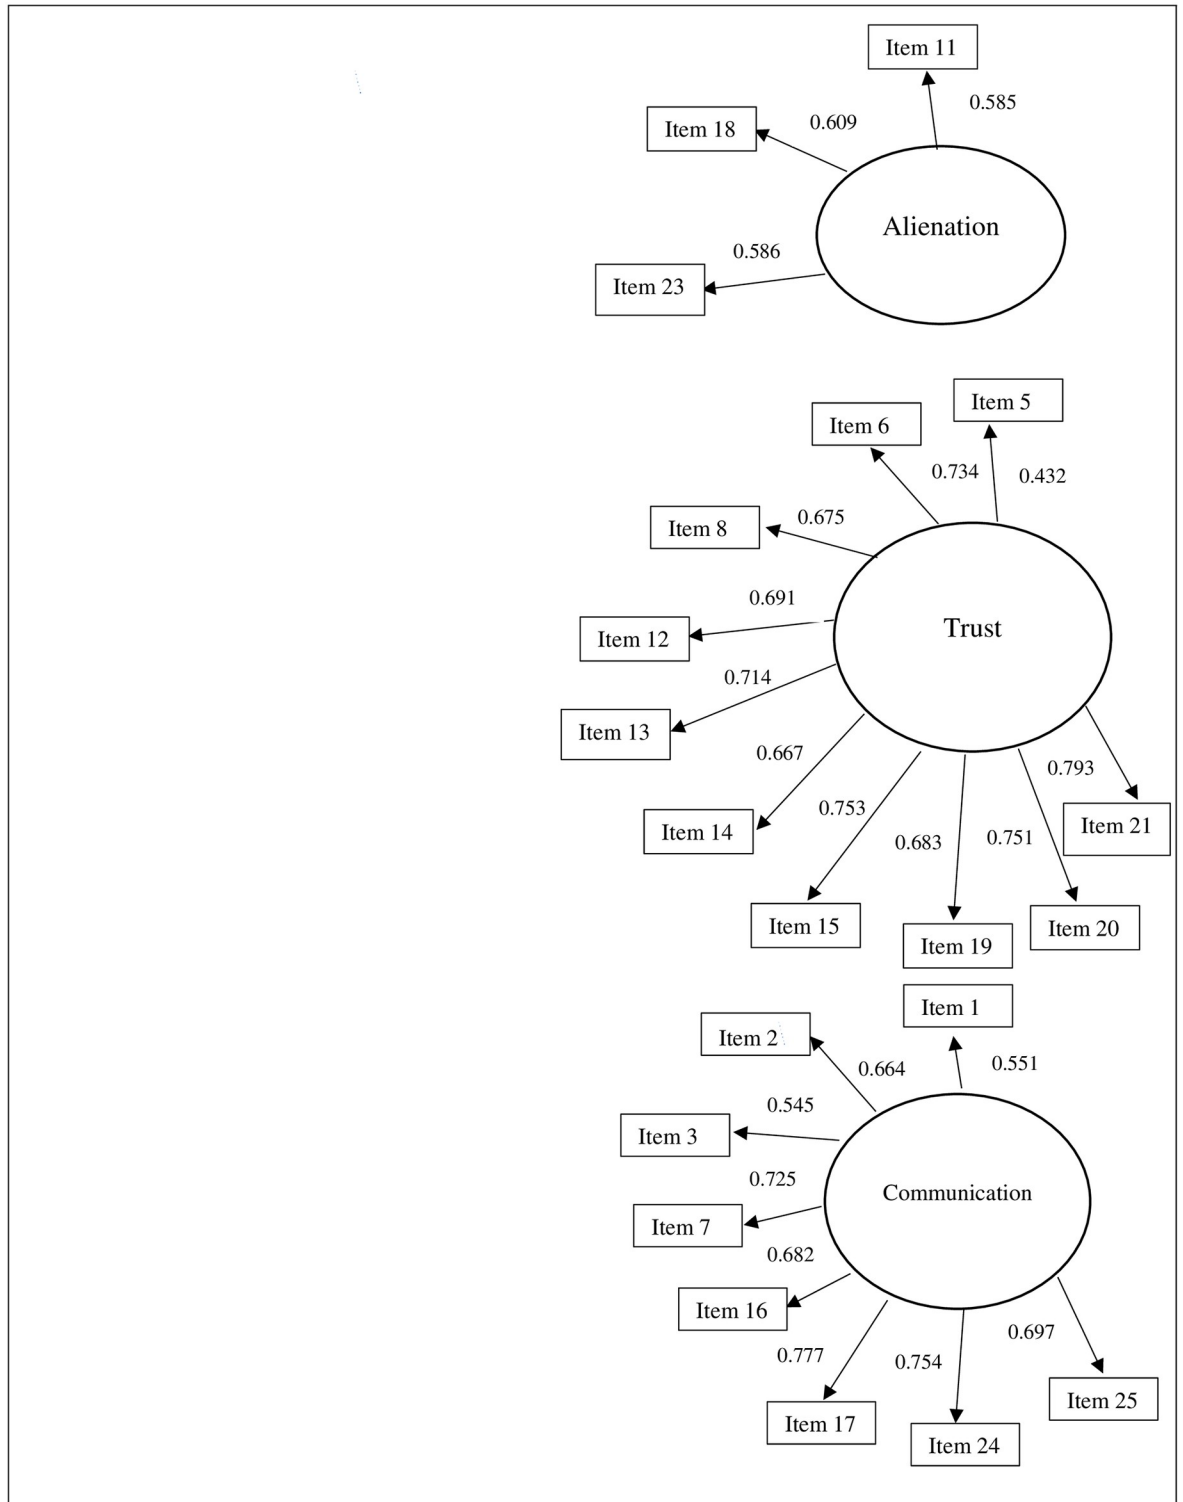 Item 11
0.585
0.609
Item 18
Alienation
0.586
Item 23
Item 5
Item 6
0.734
0.432
0.675
Item 8
0.691
Trust
Item 12
0.714
Item 13
0.667
0.793
0.753
Item 21
Item 14
0.683
0.751
Item 15
Item 20
Item 19
Item 1
Item 2
0.551
0.664
0.545
Item 3
0.725
Communication
Item 7
0.682
Item 16
0.697
0.777
0.754
Item 25
Item 17
Item 24